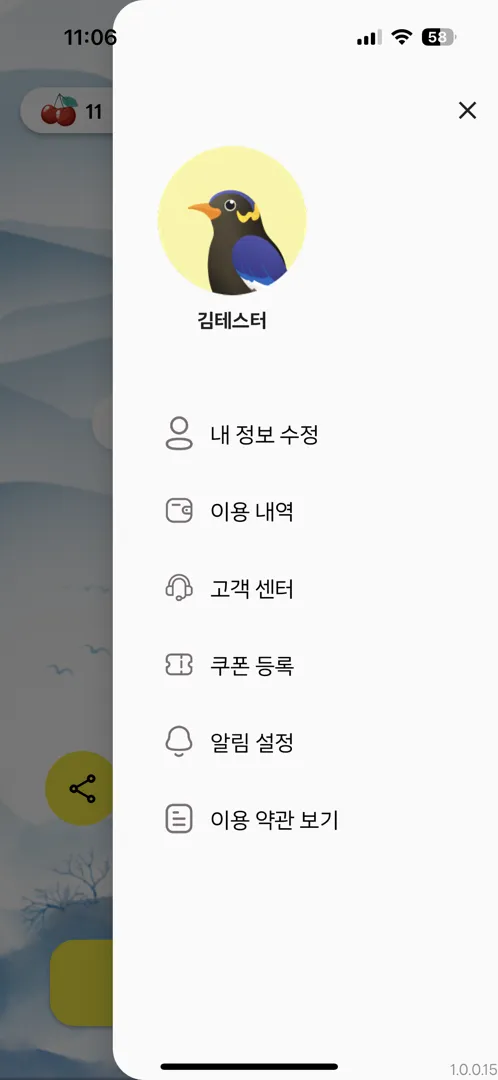 11:06
58
11
김테스터
내 정보 수정
이용 내역
고객 센터
쿠폰 등록
알림 설정
이용 약관 보기
1.0.0.15